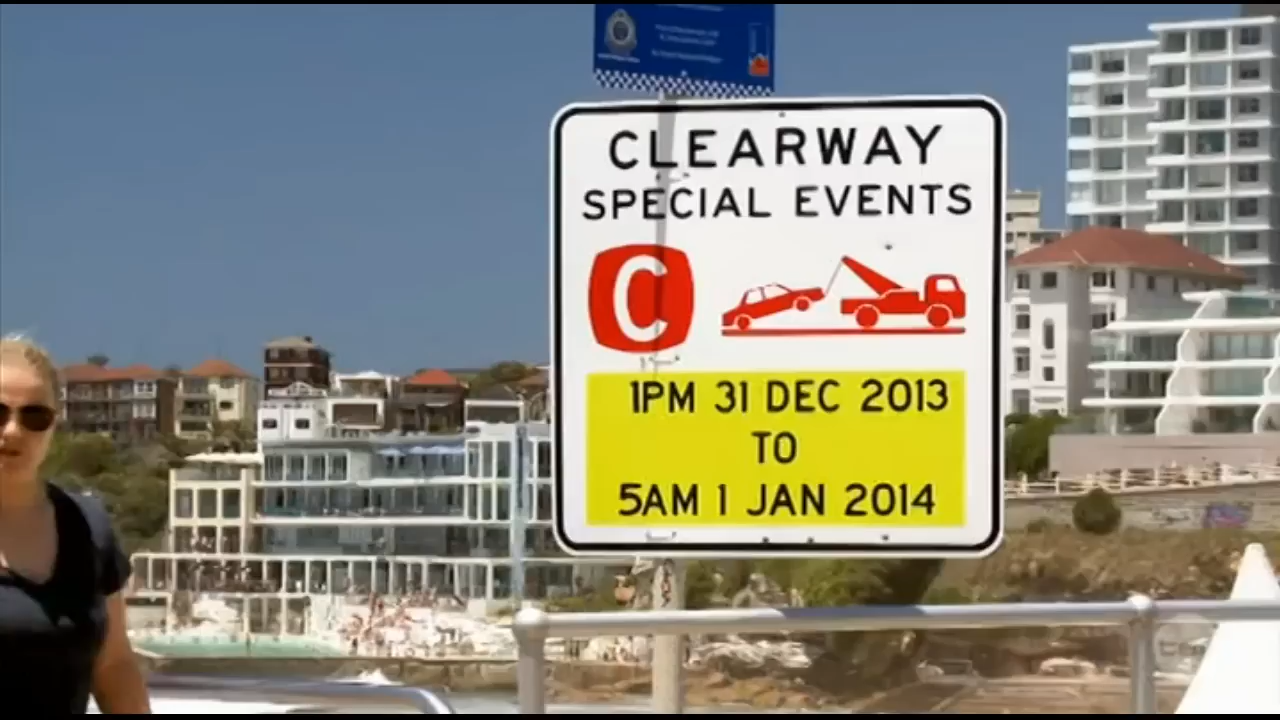 CLEARWAY
SPECIAL EVENTS
C
1PM 31 DEC 2013
TO
5AM 1 JAN 2014